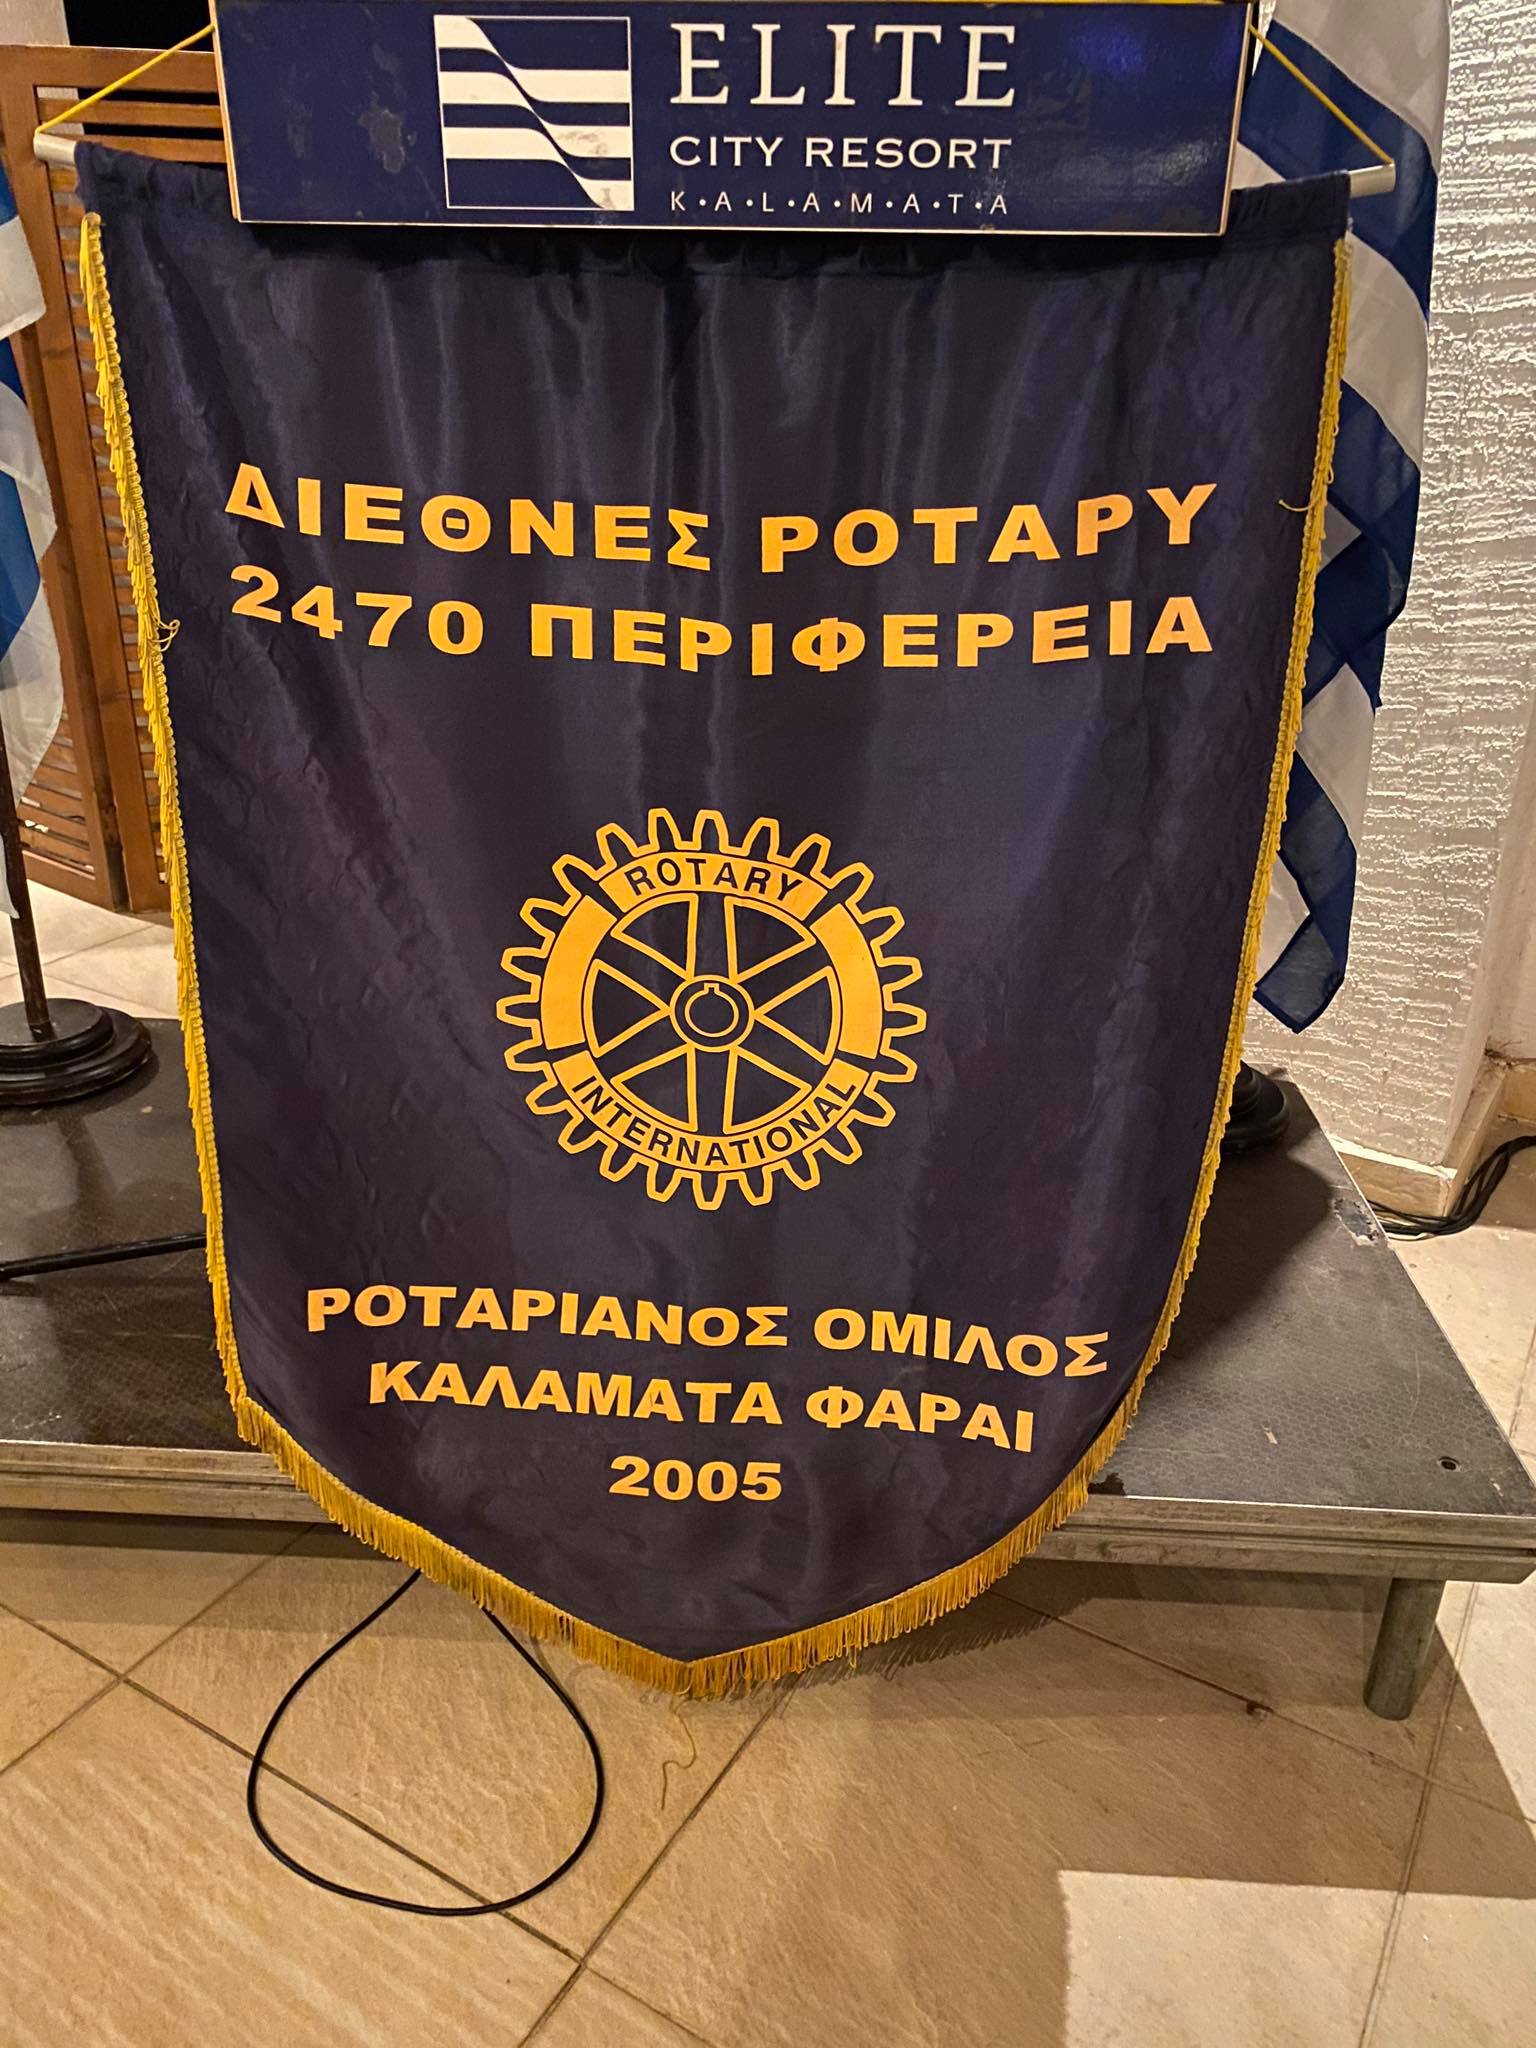 ELITE
CITY RESORT
K·A·L·A·M·A·T·A
ΔΙΕΘΝΕΣ ΡΟΤΑΡΥ
2470 ΠΕΡΙΦΕΡΕΙΑ
ROTARY
INTERNATIONAL
ΡΟΤΑΡΙΑΝΟΣ ΟΜΙΛΟΣ
ΚΑΛΑΜΑΤΑ ΦΑΡΑΙ
2005